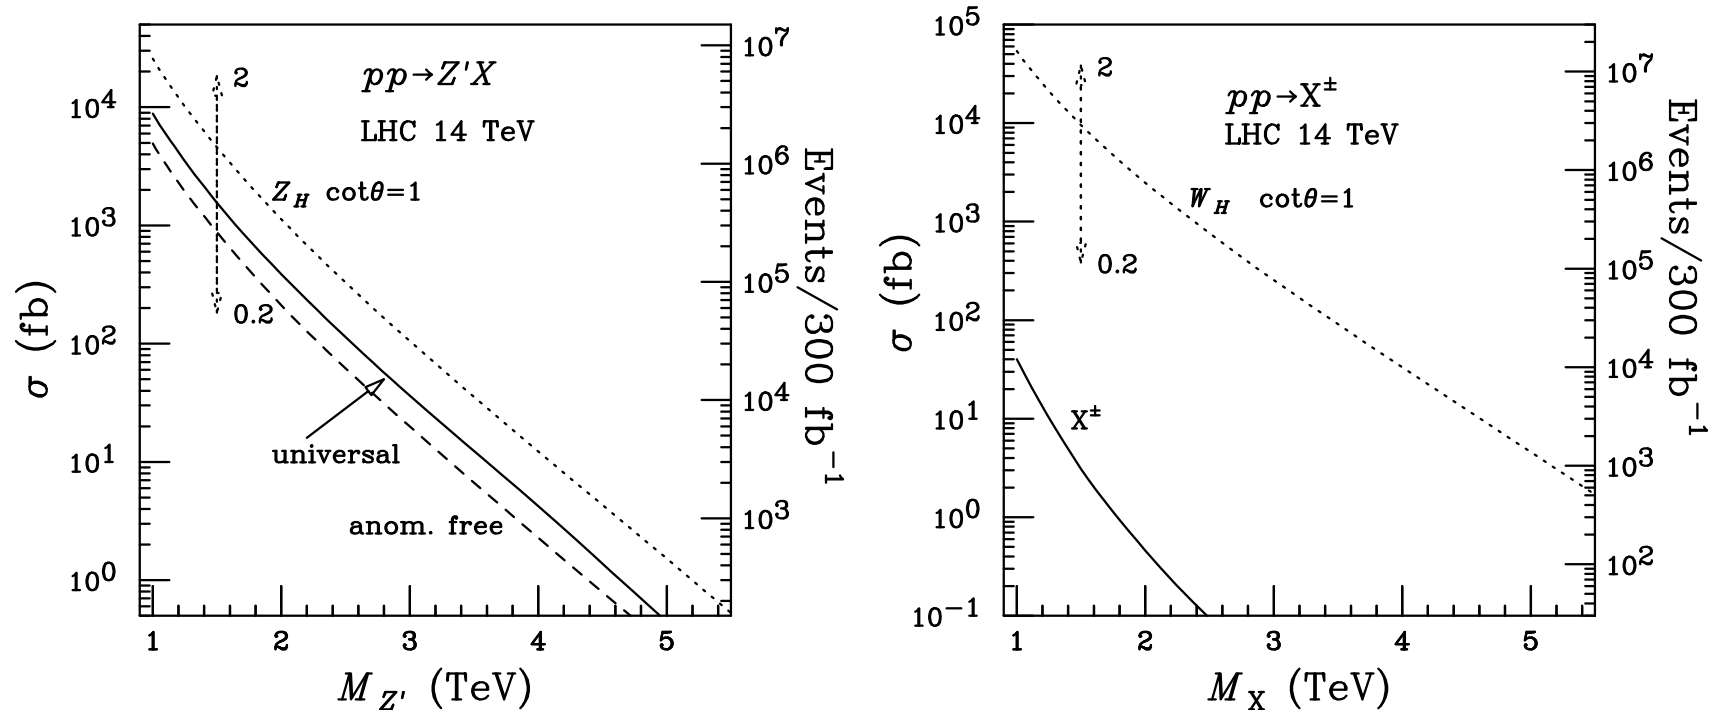 pp→Z'X
LHC 14 TeV
2
0.2
Z_H cotθ=1
universal
anom. free
σ (fb)
10⁴
10³
10²
10¹
10⁰
10⁷
10⁶
10⁵
10⁴
10³
Events/300 fb⁻¹
1 2 3 4 5
M_Z' (TeV)
pp→X±
LHC 14 TeV
2
0.2
W_H cotθ=1
X±
σ (fb)
10⁵
10⁴
10³
10²
10¹
10⁰
10⁻¹
10⁷
10⁶
10⁵
10⁴
10³
10²
Events/300 fb⁻¹
1 2 3 4 5
M_X (TeV)